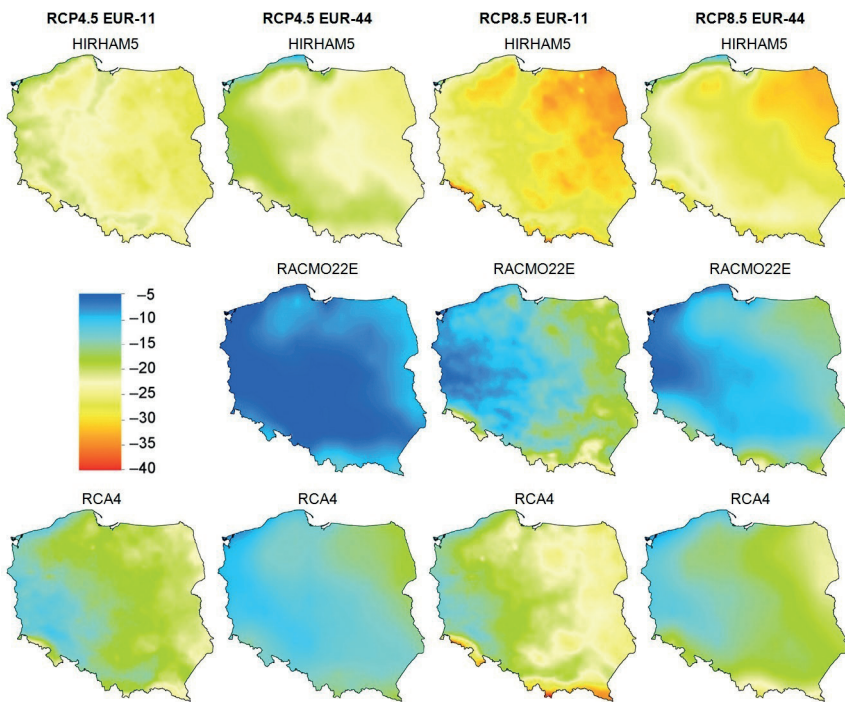 RCP4.5 EUR-11 RCP4.5 EUR-44 RCP8.5 EUR-11 RCP8.5 EUR-44
HIRHAM5 HIRHAM5 HIRHAM5 HIRHAM5
RACMO22E RACMO22E RACMO22E
–5
–10
–15
–20
–25
–30
–35
–40
RCA4 RCA4 RCA4 RCA4